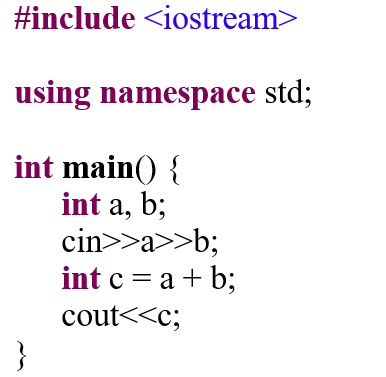 #include <iostream>
using namespace std;
int main() {
int a, b;
cin>>a>>b;
int c = a + b;
cout<<c;
}